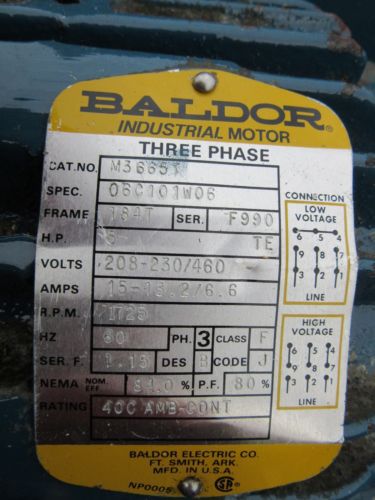 BALDOR®
INDUSTRIAL MOTOR
THREE PHASE
CAT.NO. M3665T
SPEC. 06C101W06
FRAME 184T SER. F990
H.P. 5 TE
VOLTS 208-230/460
AMPS 15-13.2/6.6
R.P.M. 1725
HZ 60 PH. 3 CLASS F
SER. F. 1.15 DES B CODE J
NEMA NOM. EFF. 84.0 % P.F. 80 %
RATING 40C AMB-CONT
CONNECTION
LOW VOLTAGE
6 5 4
9 7 8
3 2 1
LINE
HIGH VOLTAGE
6 4 5
9 7 8
3 1 2
LINE
BALDOR ELECTRIC CO.
FT. SMITH, ARK.
MFD. IN U.S.A.
NP0005 SA ®